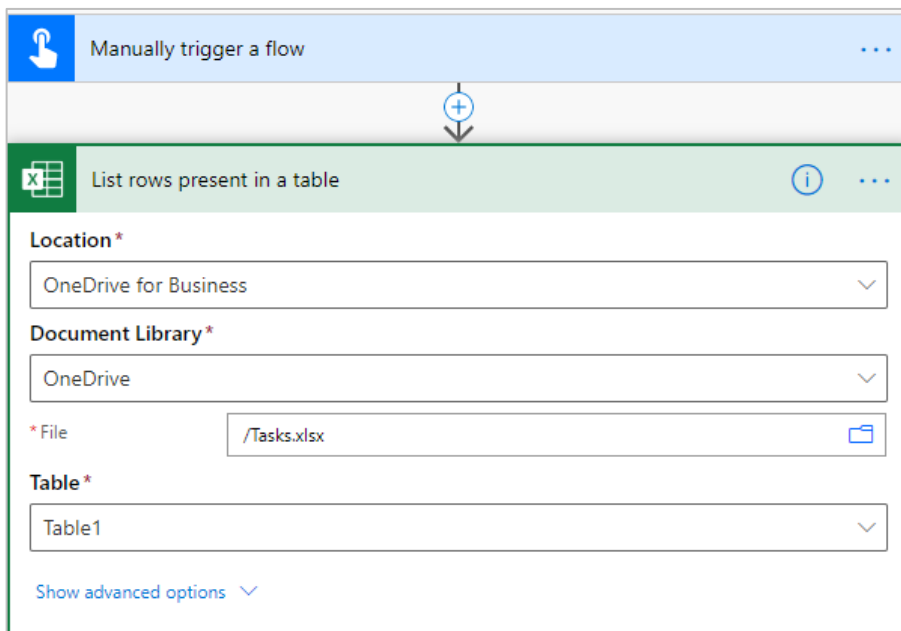 Manually trigger a flow
List rows present in a table
Location*
OneDrive for Business
Document Library*
OneDrive
*File
/Tasks.xlsx
Table*
Table1
Show advanced options